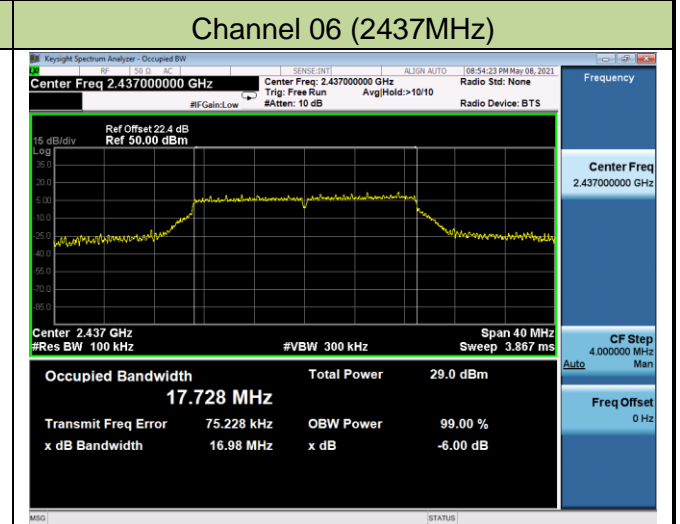 Channel 06 (2437MHz)
Keysight Spectrum Analyzer - Occupied BW
RF 50 Ω AC SENSE:INT ALIGN AUTO 08:54:23 PM May 08, 2021
Center Freq 2.437000000 GHz Center Freq: 2.437000000 GHz Radio Std: None
Trig: Free Run Avg|Hold:>10/10
#IFGain:Low #Atten: 10 dB Radio Device: BTS
Ref Offset 22.4 dB
15 dB/div Ref 50.00 dBm
Log
35.0
20.0
5.00
-10.0
-25.0
-40.0
-55.0
-70.0
-85.0
Center 2.437 GHz Span 40 MHz
#Res BW 100 kHz #VBW 300 kHz Sweep 3.867 ms
Occupied Bandwidth Total Power 29.0 dBm
17.728 MHz
Transmit Freq Error 75.228 kHz OBW Power 99.00 %
x dB Bandwidth 16.98 MHz x dB -6.00 dB
Frequency
Center Freq
2.437000000 GHz
CF Step
4.000000 MHz
Auto Man
Freq Offset
0 Hz
MSG STATUS